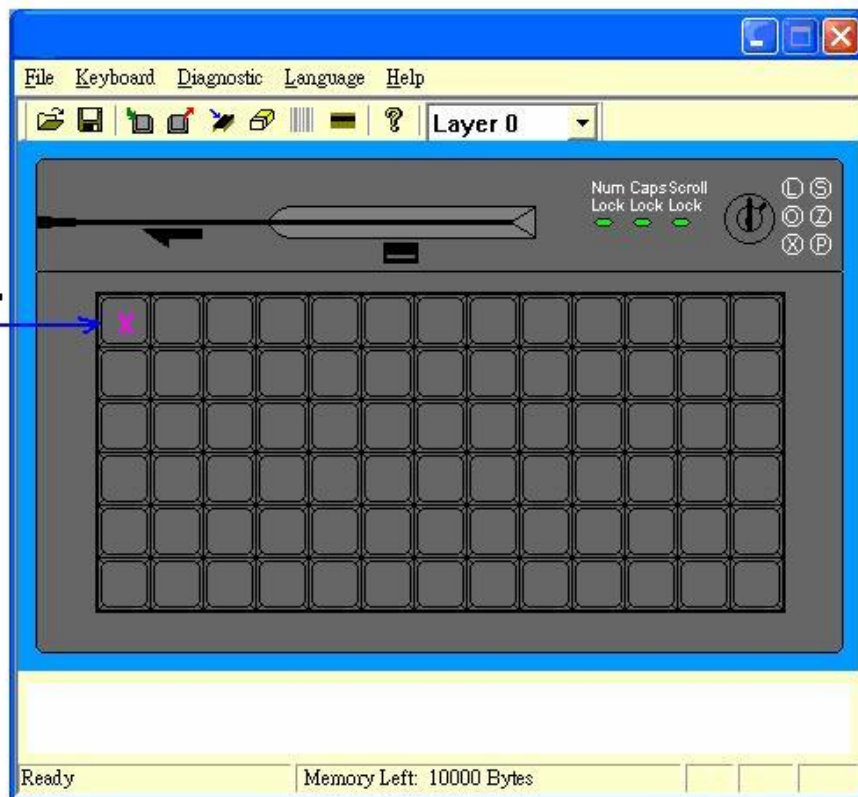 File Keyboard Diagnostic Language Help
Layer 0
Num Caps Scroll
Lock Lock Lock
L S
O Z
X P
X
Ready Memory Left: 10000 Bytes